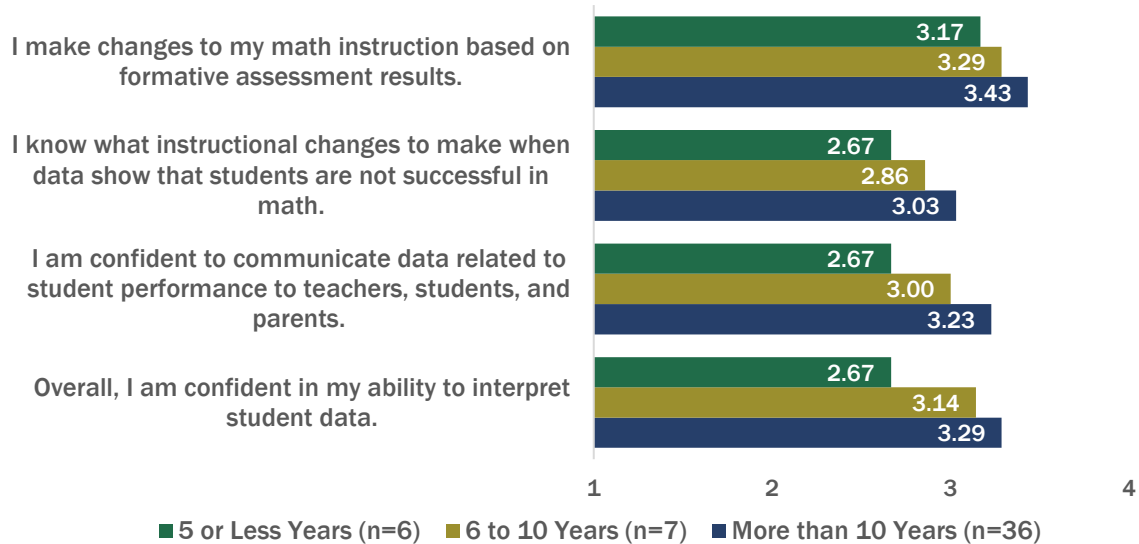 I make changes to my math instruction based on
formative assessment results.
3.17
3.29
3.43
I know what instructional changes to make when
data show that students are not successful in
math.
2.67
2.86
3.03
I am confident to communicate data related to
student performance to teachers, students, and
parents.
2.67
3.00
3.23
Overall, I am confident in my ability to interpret
student data.
2.67
3.14
3.29
1 2 3 4
5 or Less Years (n=6) 6 to 10 Years (n=7) More than 10 Years (n=36)